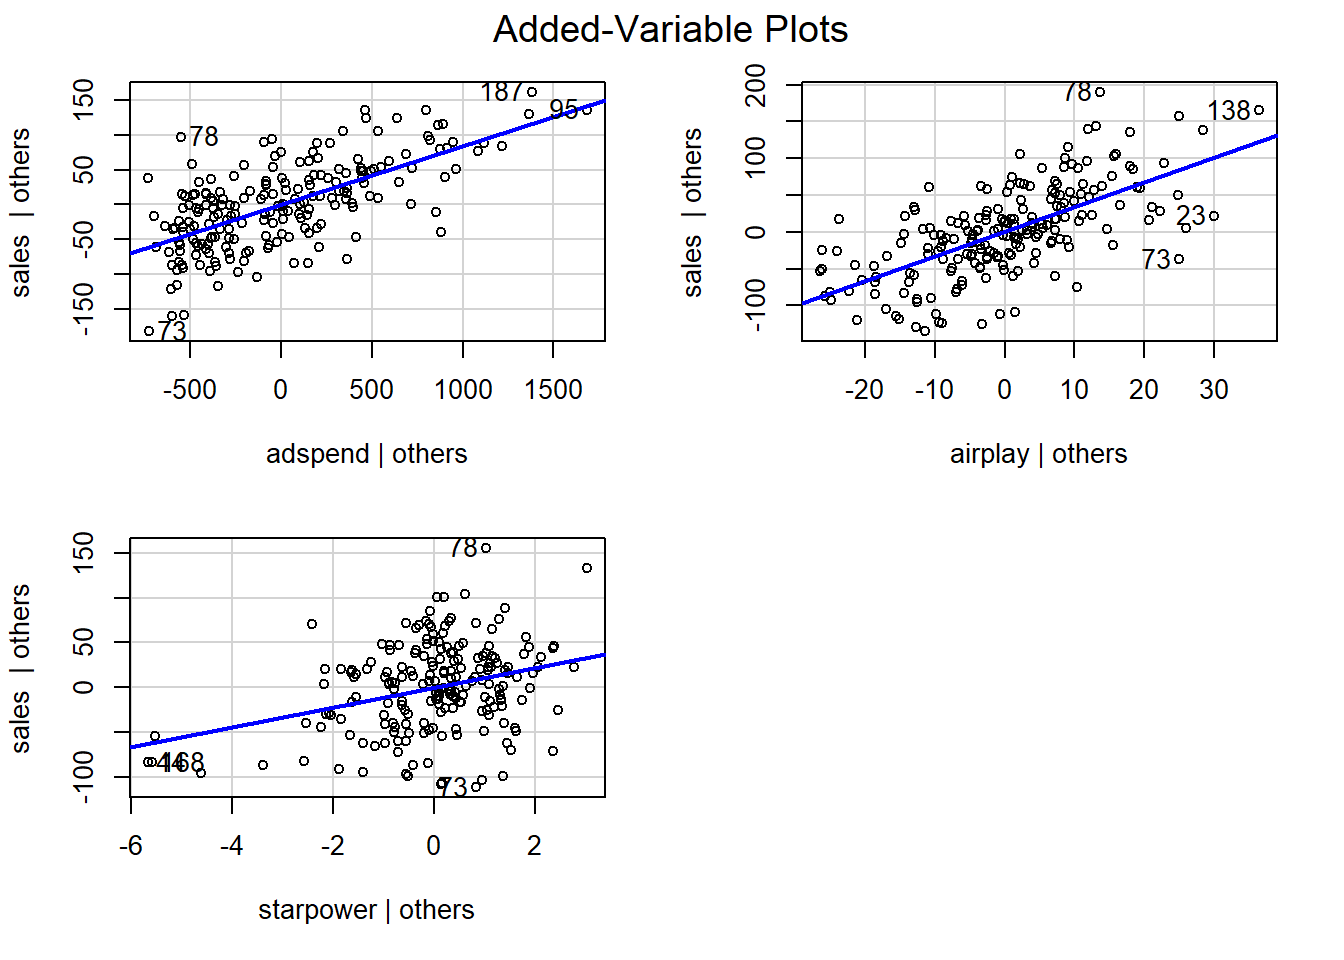 Added-Variable Plots
sales | others
150
50
-50
-150
187
95
78
73
-500 0 500 1000 1500
adspend | others
sales | others
200
100
0
-100
78
138
23
73
-20 -10 0 10 20 30
airplay | others
sales | others
150
50
0
-100
78
44
168
73
-6 -4 -2 0 2
starpower | others